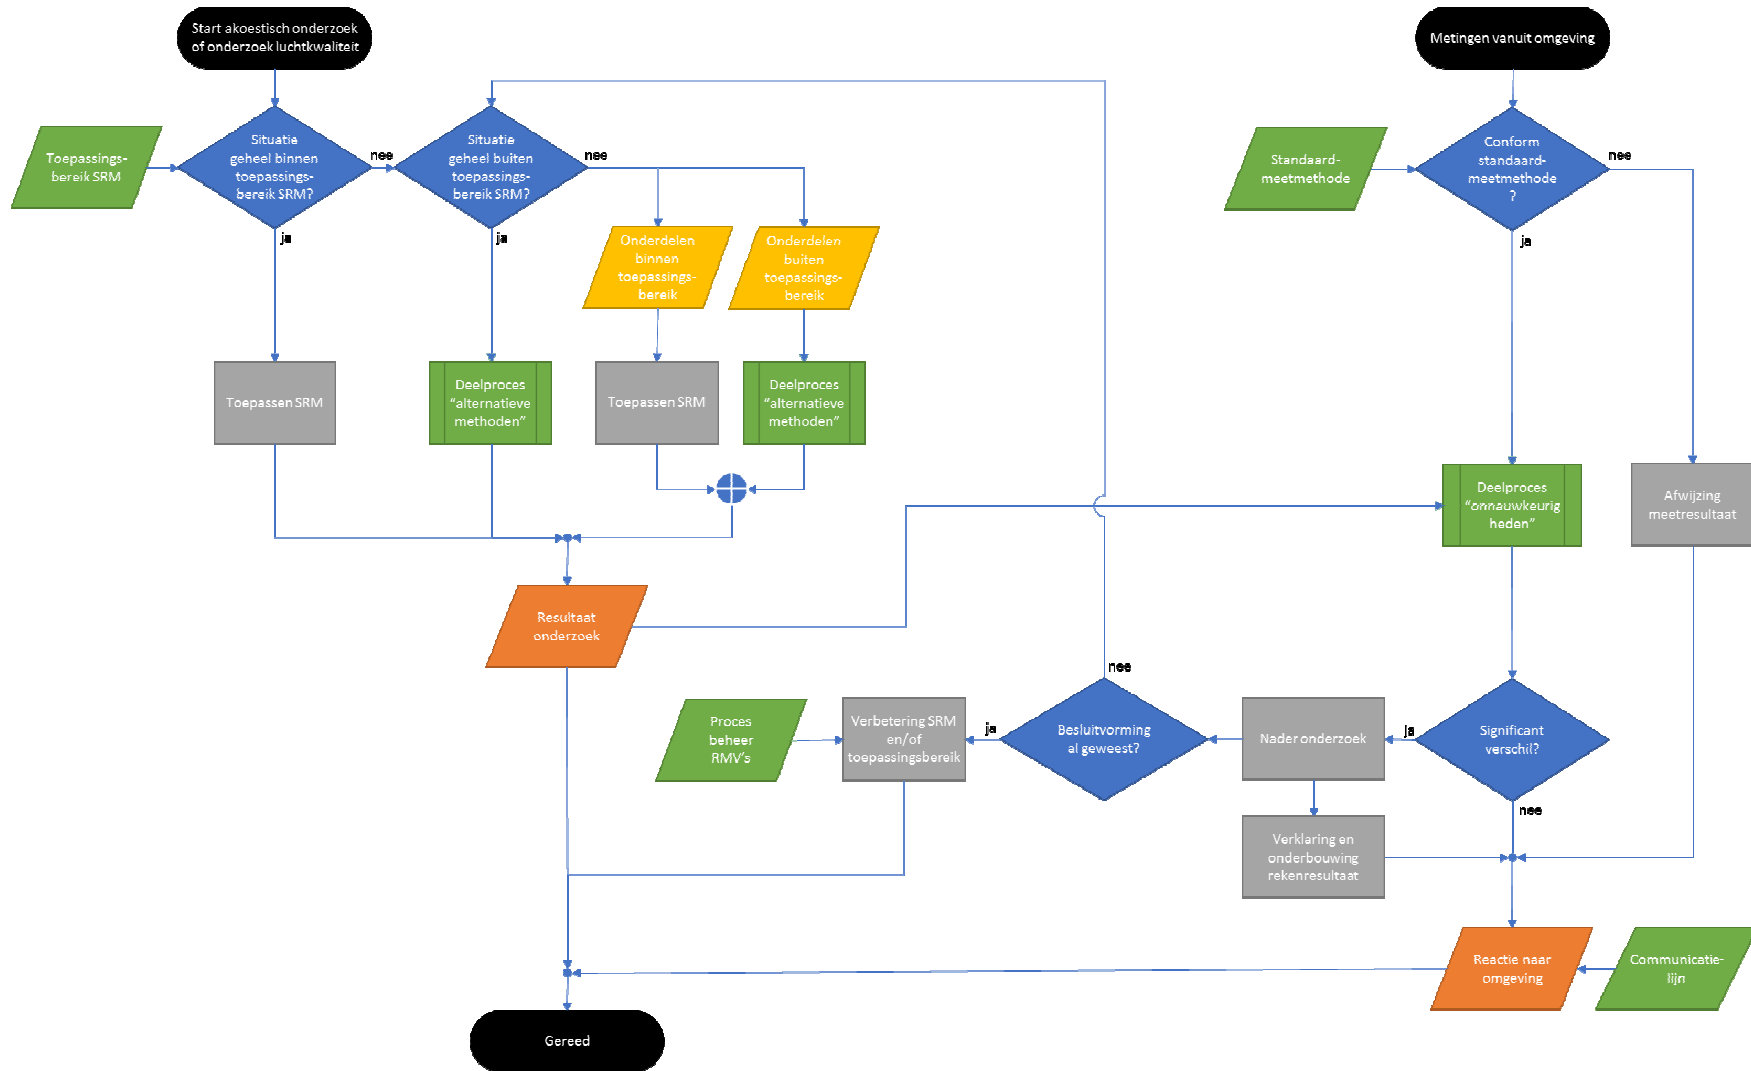 Start akoestisch onderzoek
of onderzoek luchtkwaliteit
Metingen vanuit omgeving
Toepassings-
bereik SRM
Situatie
geheel binnen
toepassings-
bereik SRM?
nee
ja
Situatie
geheel buiten
toepassings-
bereik SRM?
nee
ja
Onderdelen
binnen
toepassings-
bereik
Onderdelen
buiten
toepassings-
bereik
Standaard-
meetmethode
Conform
standaard-
meetmethode
?
nee
ja
Toepassen SRM
Deelproces
“alternatieve
methoden”
Toepassen SRM
Deelproces
“alternatieve
methoden”
Deelproces
“onnauwkeurig
heden”
Afwijzing
meetresultaat
Resultaat
onderzoek
Proces
beheer
RMV's
Verbetering SRM
en/of
toepassingsbereik
ja
nee
Besluitvorming
al geweest?
Nader onderzoek
ja
Significant
verschil?
nee
Verklaring en
onderbouwing
rekenresultaat
Reactie naar
omgeving
Communicatie-
lijn
Gereed